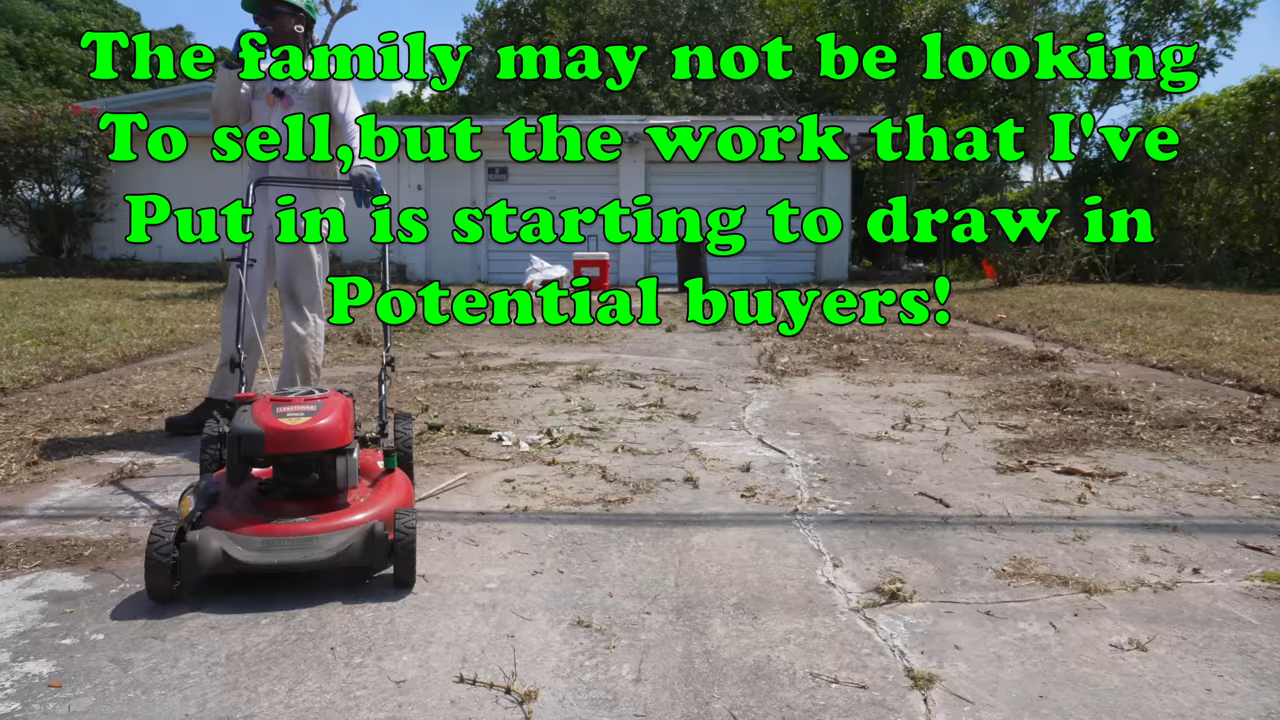 The family may not be looking
To sell,but the work that I've
Put in is starting to draw in
Potential buyers!
CRAFTSMAN